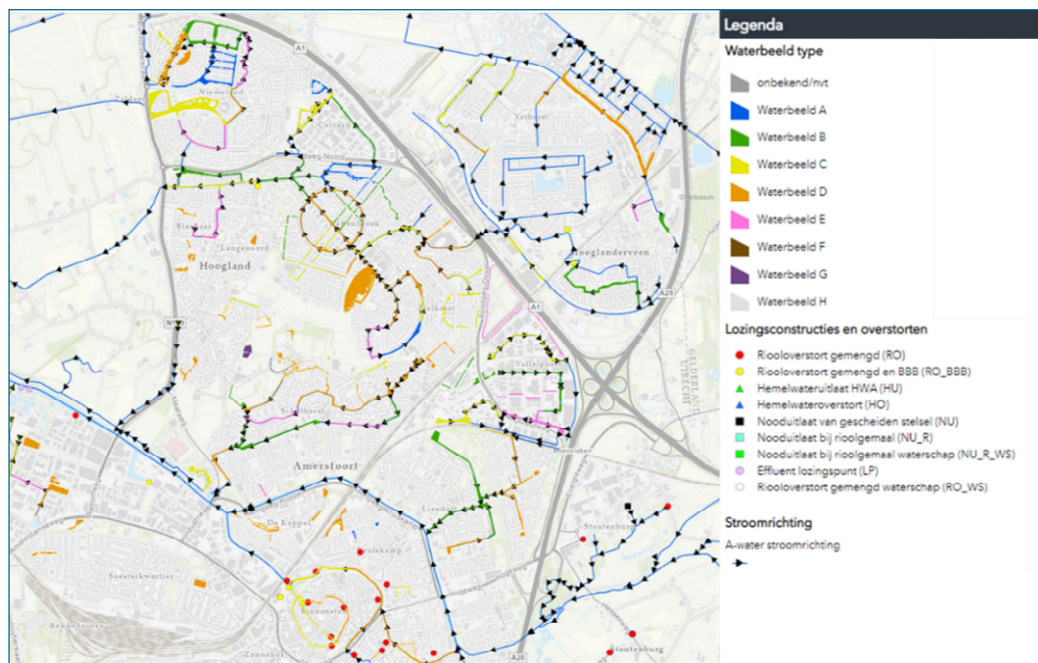 Legenda
Waterbeeld type
onbekend/nvt
Waterbeeld A
Waterbeeld B
Waterbeeld C
Waterbeeld D
Waterbeeld E
Waterbeeld F
Waterbeeld G
Waterbeeld H
Lozingsconstructies en overstorten
Riooloverstort gemengd (RO)
Riooloverstort gemengd en BBB (RO_BBB)
Hemelwateruitlaat HWA (HU)
Hemelwateroverstort (HO)
Nooduitlaat van gescheiden stelsel (NU)
Nooduitlaat bij rioolgemaal (NU_R)
Nooduitlaat bij rioolgemaal waterschap (NU_R_WS)
Effluent lozingspunt (LP)
Riooloverstort gemengd waterschap (RO_WS)
Stroomrichting
A-water stroomrichting
A1
Nieuwland
Vathorst
Hooglanderveen
Hoogland
A1
A28
GELDERLAND
UTRECHT
Amersfoort
De Koppel
Stoutenburg
Soesterkwartier
Stoutenburg
A28